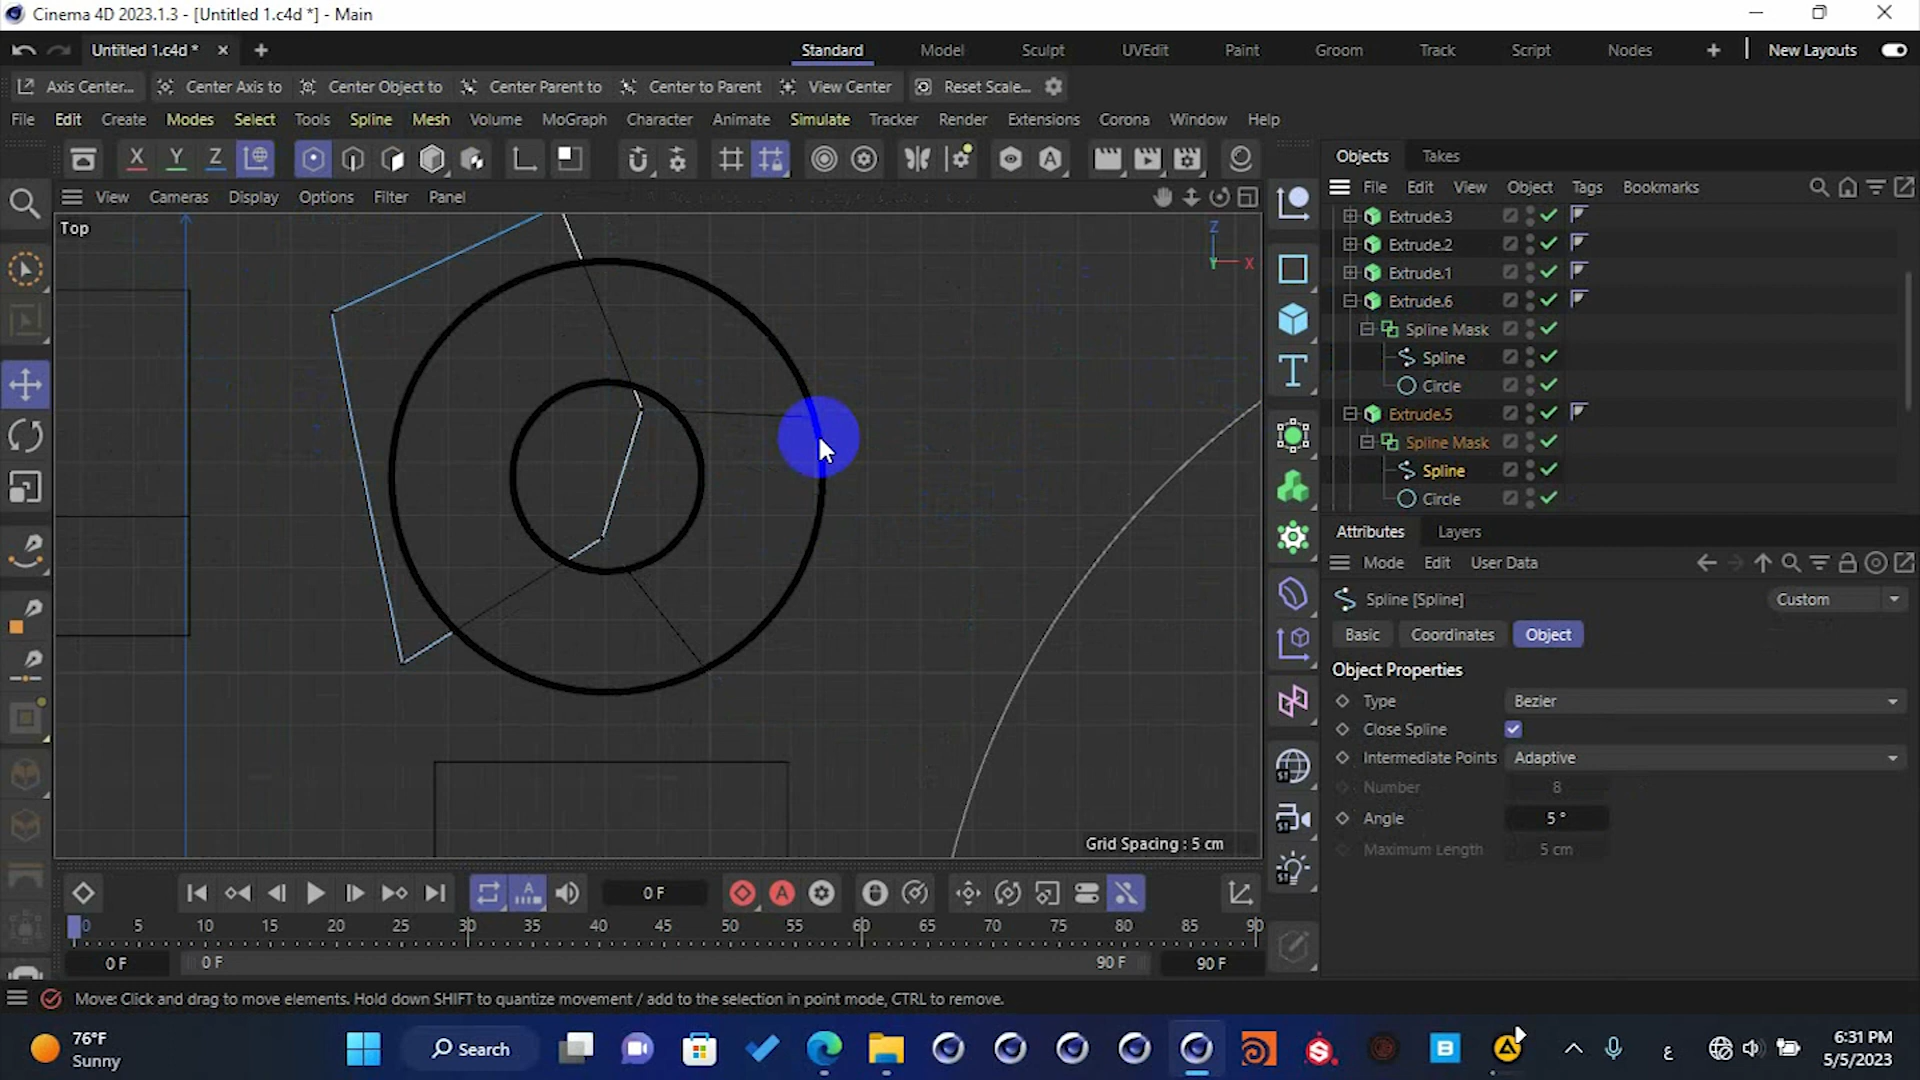 Cinema 4D 2023.1.3 - [Untitled 1.c4d *] - Main
Untitled 1.c4d *
Standard Model Sculpt UVEdit Paint Groom Track Script Nodes New Layouts
Axis Center... Center Axis to Center Object to Center Parent to Center to Parent View Center Reset Scale...
File Edit Create Modes Select Tools Spline Mesh Volume MoGraph Character Animate Simulate Tracker Render Extensions Corona Window Help
X Y Z
Objects Takes
View Cameras Display Options Filter Panel
File Edit View Object Tags Bookmarks
Top
Z
Y X
Extrude.3
Extrude.2
Extrude.1
Extrude.6
Spline Mask
Spline
Circle
Extrude.5
Spline Mask
Spline
Circle
Attributes Layers
Mode Edit User Data
Spline [Spline]
Custom
Basic Coordinates Object
Object Properties
Type Bezier
Close Spline
Intermediate Points Adaptive
Number 8
Angle 5 °
Maximum Length 5 cm
Grid Spacing : 5 cm
0 F
0 5 10 15 20 25 30 35 40 45 50 55 60 65 70 75 80 85 90
0 F 0 F 90 F 90 F
Move: Click and drag to move elements. Hold down SHIFT to quantize movement / add to the selection in point mode, CTRL to remove.
76°F
Sunny
Search
ع
6:31 PM
5/5/2023